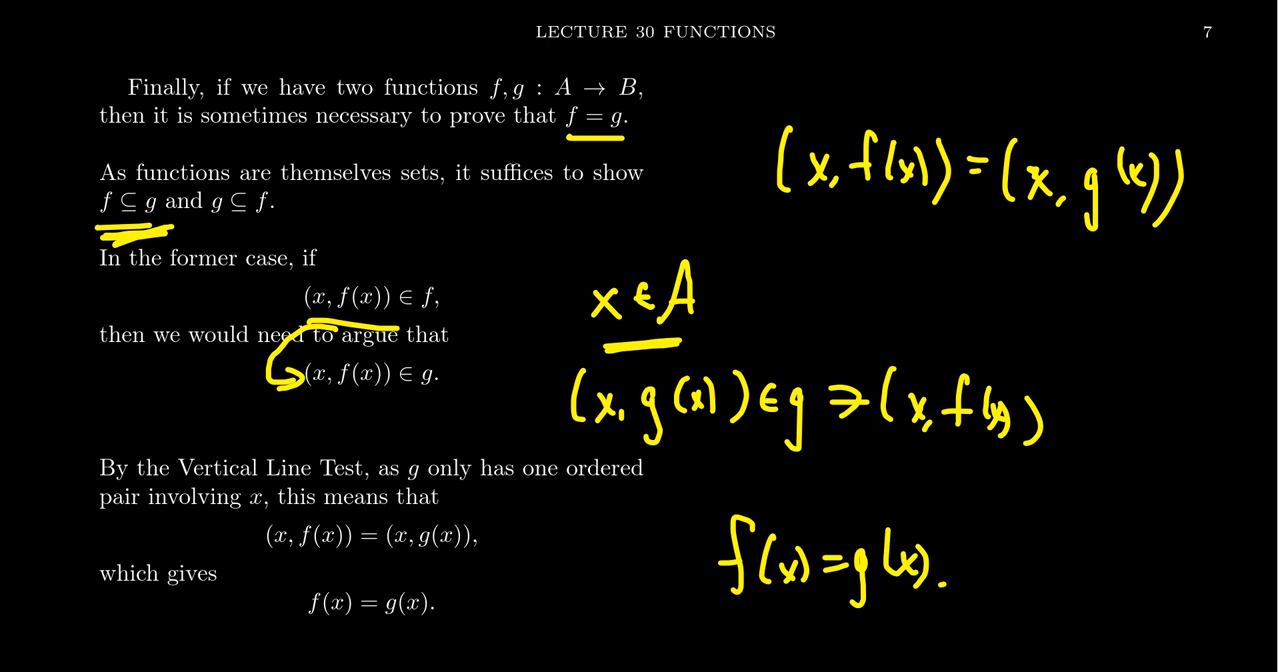 LECTURE 30 FUNCTIONS 7
Finally, if we have two functions f, g : A → B,
then it is sometimes necessary to prove that f = g.
As functions are themselves sets, it suffices to show
f ⊆ g and g ⊆ f.
In the former case, if
(x, f(x)) ∈ f,
then we would need to argue that
(x, f(x)) ∈ g.
By the Vertical Line Test, as g only has one ordered
pair involving x, this means that
(x, f(x)) = (x, g(x)),
which gives
f(x) = g(x).
(x, f(x)) = (x, g(x))
x ∈ A
(x, g(x)) ∈ g ⇒ (x, f(x))
f(x) = g(x).